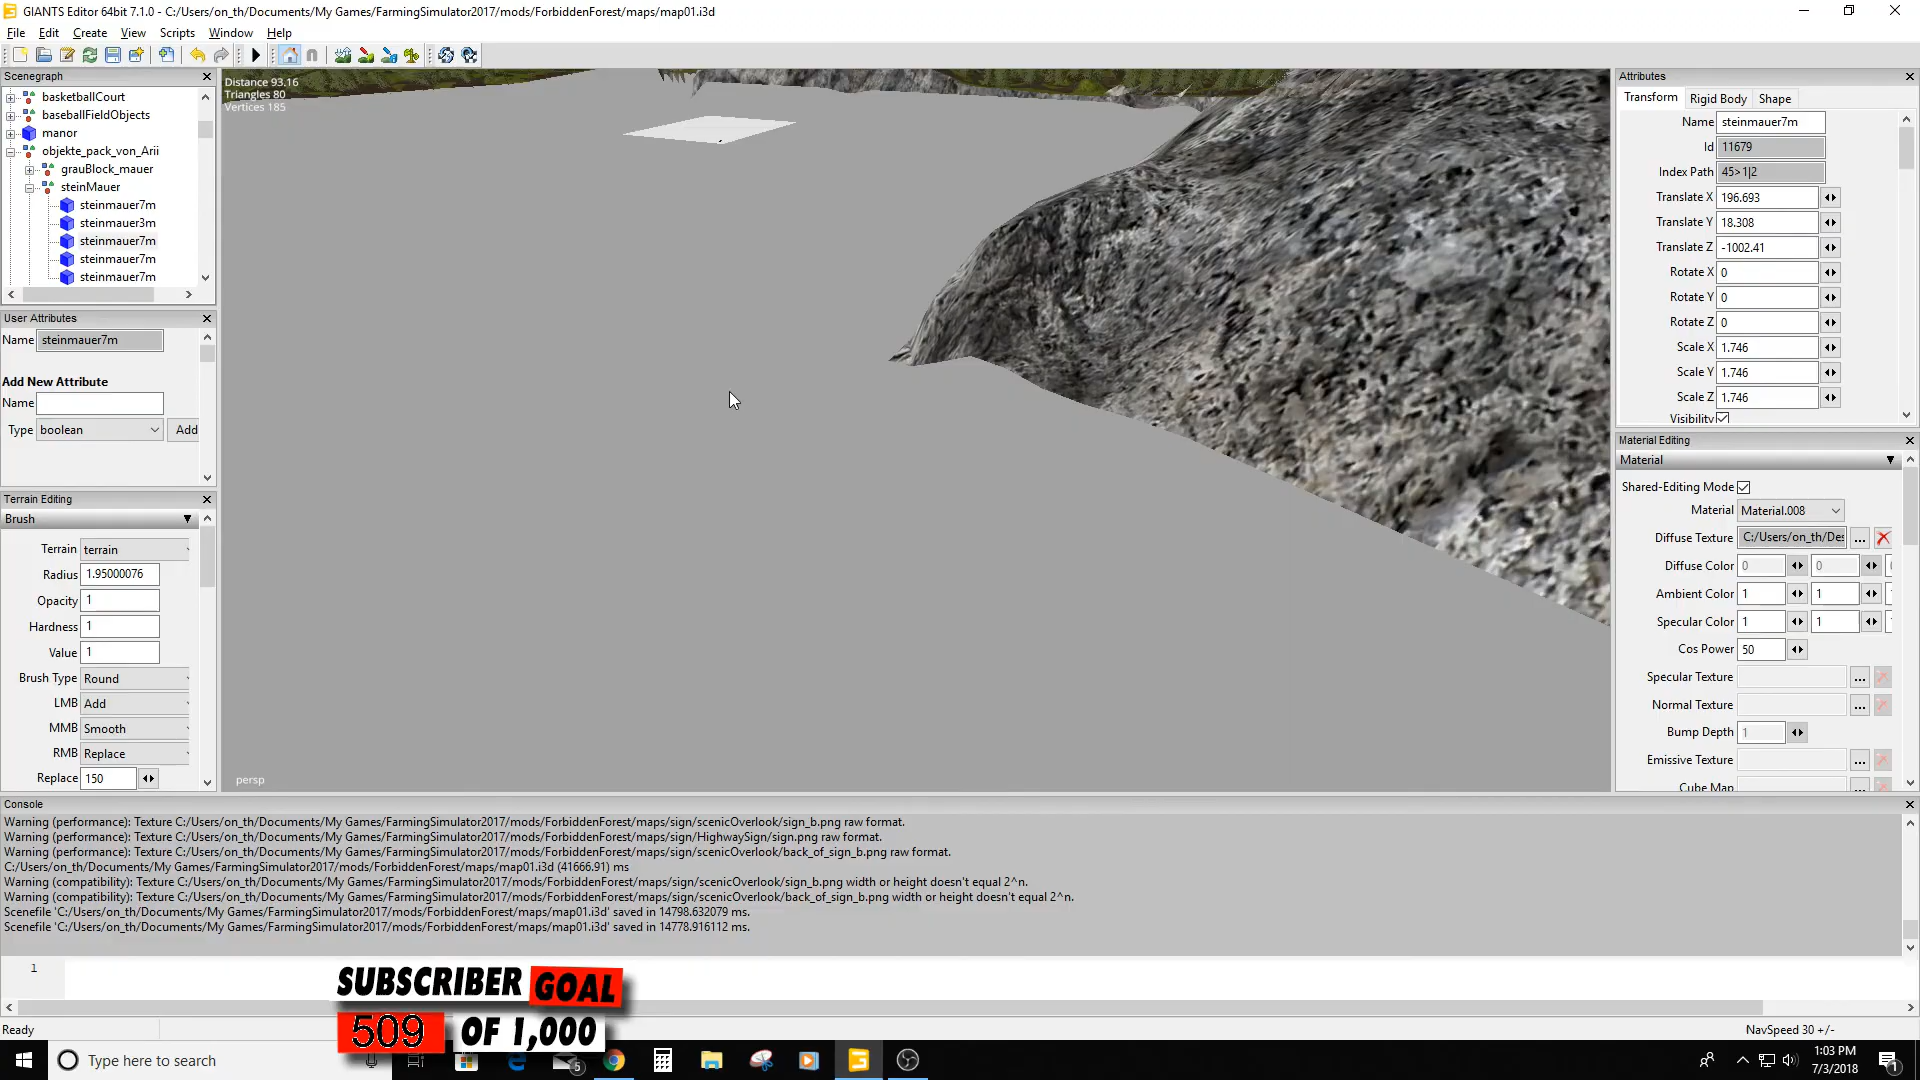 GIANTS Editor 64bit 7.1.0 - C:/Users/on_th/Documents/My Games/FarmingSimulator2017/mods/ForbiddenForest/maps/map01.i3d
File Edit Create View Scripts Window Help
Scenegraph
basketballCourt
baseballFieldObjects
manor
objekte_pack_von_Arii
grauBlock_mauer
steinMauer
steinmauer7m
steinmauer3m
steinmauer7m
steinmauer7m
steinmauer7m
User Attributes
Name steinmauer7m
Add New Attribute
Name
Type boolean Add
Terrain Editing
Brush
Terrain terrain
Radius 1.95000076
Opacity 1
Hardness 1
Value 1
Brush Type Round
LMB Add
MMB Smooth
RMB Replace
Replace 150
Distance 93.16
Triangles 80
Vertices 185
persp
Attributes
Transform Rigid Body Shape
Name steinmauer7m
Id 11679
Index Path 45>1|2
Translate X 196.693
Translate Y 18.308
Translate Z -1002.41
Rotate X 0
Rotate Y 0
Rotate Z 0
Scale X 1.746
Scale Y 1.746
Scale Z 1.746
Visibility
Material Editing
Material
Shared-Editing Mode
Material Material.008
Diffuse Texture C:/Users/on_th/Des ...
Diffuse Color 0 0
Ambient Color 1 1
Specular Color 1 1
Cos Power 50
Specular Texture ...
Normal Texture ...
Bump Depth 1
Emissive Texture ...
Cube Map ...
Console
Warning (performance): Texture C:/Users/on_th/Documents/My Games/FarmingSimulator2017/mods/ForbiddenForest/maps/sign/scenicOverlook/sign_b.png raw format.
Warning (performance): Texture C:/Users/on_th/Documents/My Games/FarmingSimulator2017/mods/ForbiddenForest/maps/sign/HighwaySign/sign.png raw format.
Warning (performance): Texture C:/Users/on_th/Documents/My Games/FarmingSimulator2017/mods/ForbiddenForest/maps/sign/scenicOverlook/back_of_sign_b.png raw format.
C:/Users/on_th/Documents/My Games/FarmingSimulator2017/mods/ForbiddenForest/maps/map01.i3d (41666.91) ms
Warning (compatibility): Texture C:/Users/on_th/Documents/My Games/FarmingSimulator2017/mods/ForbiddenForest/maps/sign/scenicOverlook/sign_b.png width or height doesn't equal 2^n.
Warning (compatibility): Texture C:/Users/on_th/Documents/My Games/FarmingSimulator2017/mods/ForbiddenForest/maps/sign/scenicOverlook/back_of_sign_b.png width or height doesn't equal 2^n.
Scenefile 'C:/Users/on_th/Documents/My Games/FarmingSimulator2017/mods/ForbiddenForest/maps/map01.i3d' saved in 14798.632079 ms.
Scenefile 'C:/Users/on_th/Documents/My Games/FarmingSimulator2017/mods/ForbiddenForest/maps/map01.i3d' saved in 14778.916112 ms.
1
SUBSCRIBER GOAL
509 OF 1,000
Ready
NavSpeed 30 +/-
Type here to search
5
1:03 PM
7/3/2018
1